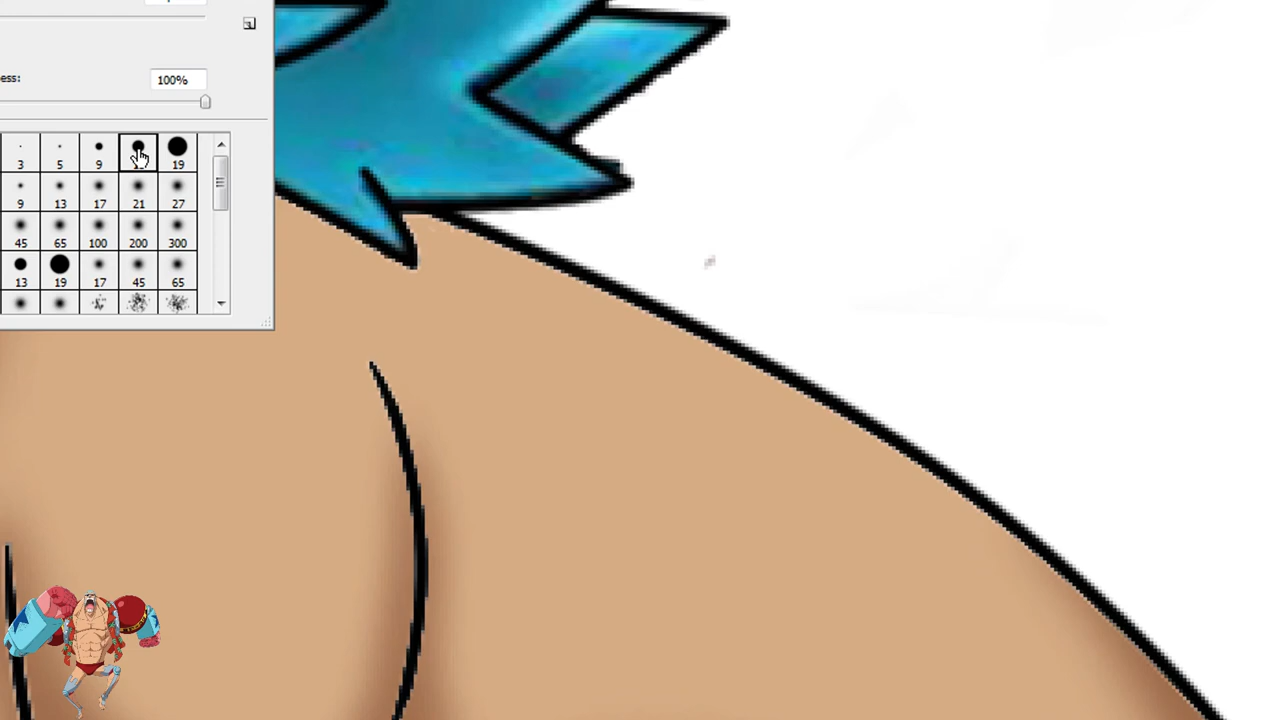 ess: 100%
3 5 9 19
9 13 17 21 27
45 65 100 200 300
13 19 17 45 65